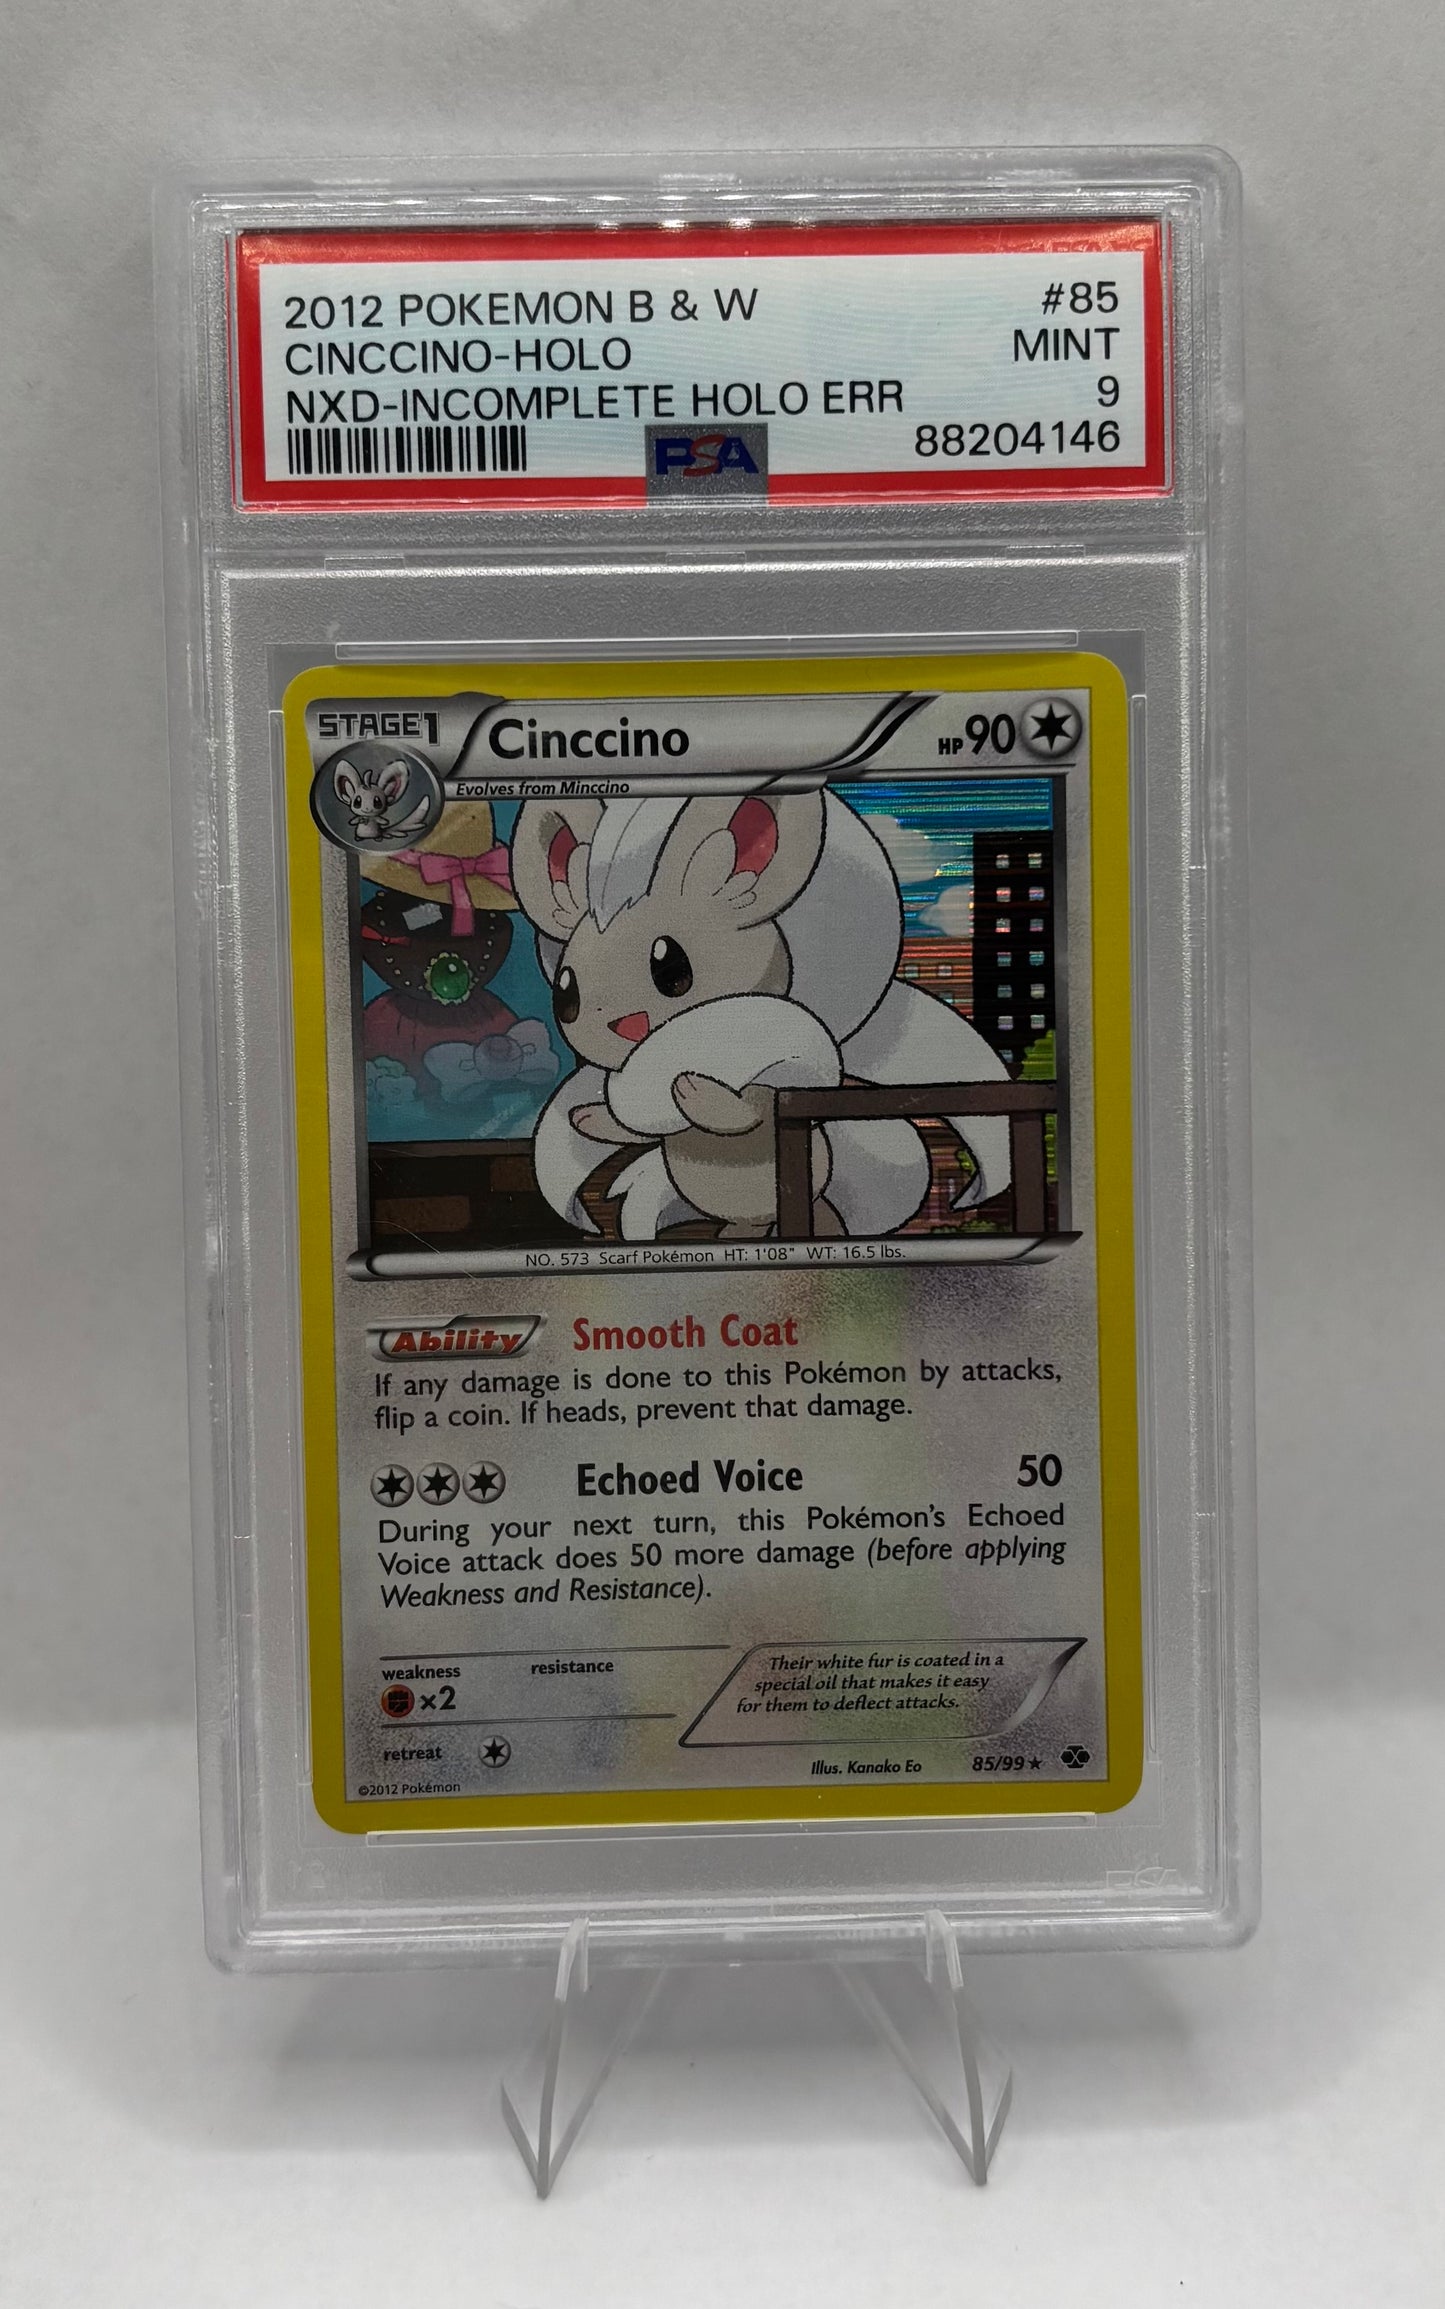 2012 POKEMON B & W #85
CINCCINO-HOLO MINT
NXD-INCOMPLETE HOLO ERR 9
PSA 88204146
STAGE1 Cinccino HP 90
Evolves from Minccino
NO. 573 Scarf Pokémon HT: 1'08" WT: 16.5 lbs.
Ability Smooth Coat
If any damage is done to this Pokémon by attacks,
flip a coin. If heads, prevent that damage.
Echoed Voice 50
During your next turn, this Pokémon's Echoed
Voice attack does 50 more damage (before applying
Weakness and Resistance).
weakness resistance
×2
Their white fur is coated in a
special oil that makes it easy
for them to deflect attacks.
retreat
Illus. Kanako Eo 85/99 ★
©2012 Pokémon
PSA